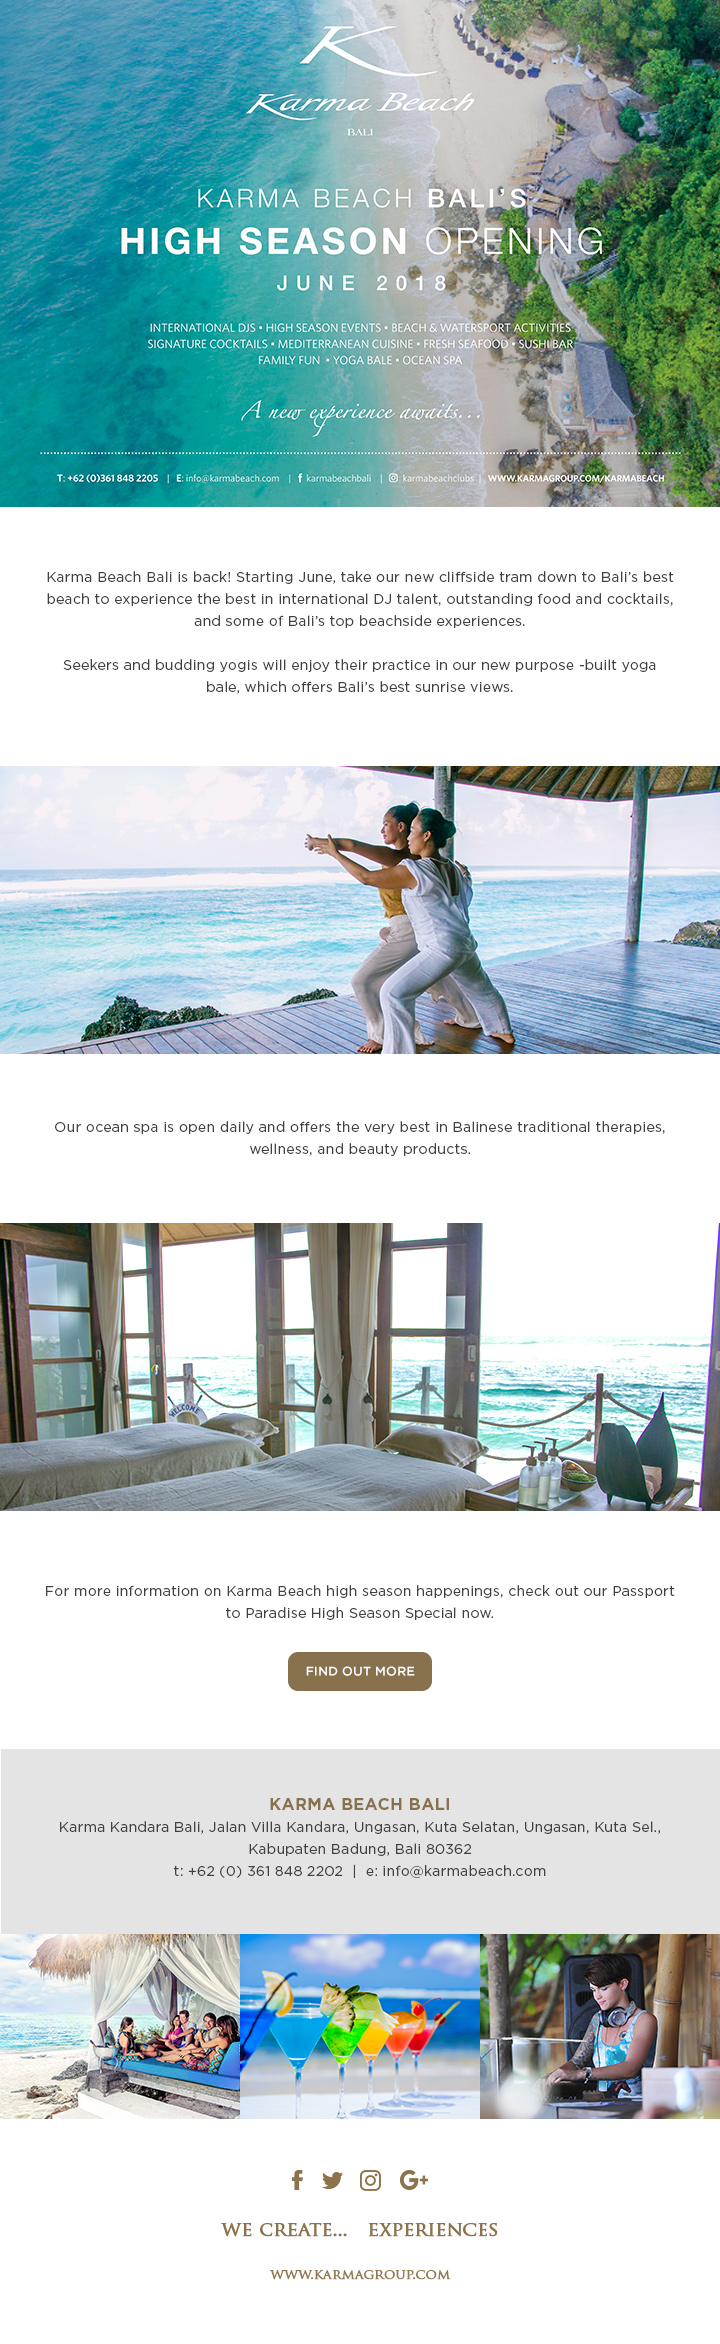 K
Karma Beach
BALI
KARMA BEACH BALI'S
HIGH SEASON OPENING
JUNE 2018
INTERNATIONAL DJS • HIGH SEASON EVENTS • BEACH & WATERSPORT ACTIVITIES
SIGNATURE COCKTAILS • MEDITERRANEAN CUISINE • FRESH SEAFOOD • SUSHI BAR
FAMILY FUN • YOGA BALE • OCEAN SPA
A new experience awaits...
T: +62 (0)361 848 2205 | E: info@karmabeach.com | f karmabeachbali | karmabeachclubs | WWW.KARMAGROUP.COM/KARMABEACH
Karma Beach Bali is back! Starting June, take our new cliffside tram down to Bali's best
beach to experience the best in international DJ talent, outstanding food and cocktails,
and some of Bali's top beachside experiences.
Seekers and budding yogis will enjoy their practice in our new purpose -built yoga
bale, which offers Bali's best sunrise views.
Our ocean spa is open daily and offers the very best in Balinese traditional therapies,
wellness, and beauty products.
WELCOME
For more information on Karma Beach high season happenings, check out our Passport
to Paradise High Season Special now.
FIND OUT MORE
KARMA BEACH BALI
Karma Kandara Bali, Jalan Villa Kandara, Ungasan, Kuta Selatan, Ungasan, Kuta Sel.,
Kabupaten Badung, Bali 80362
t: +62 (0) 361 848 2202 | e: info@karmabeach.com
f G+
WE CREATE... EXPERIENCES
WWW.KARMAGROUP.COM